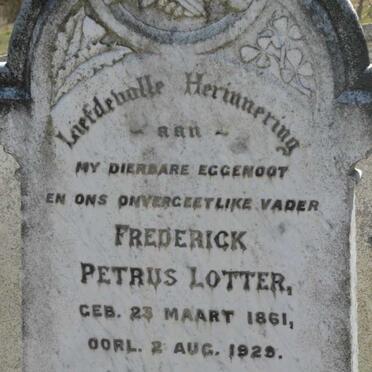 Liefdevolle Herinnering
– aan –
MY DIERBARE EGGENOOT
EN ONS ONVERGEETLIKE VADER
FREDERICK
PETRUS LOTTER,
GEB. 23 MAART 1861,
OORL. 2 AUG. 1929.